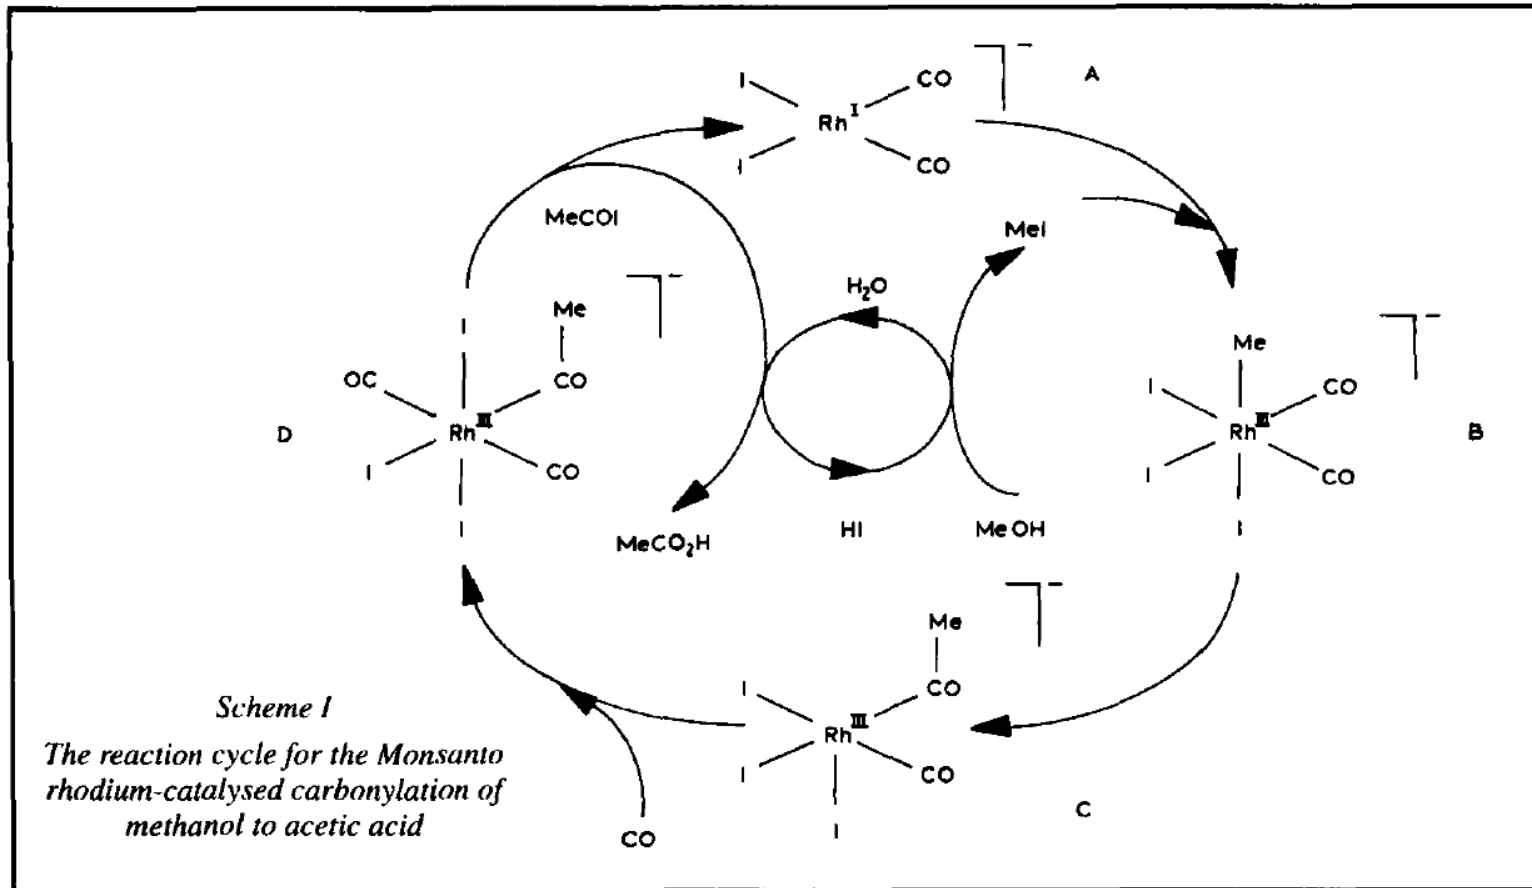 I CO A
Rh I
I CO
MeCOI
MeI
H₂O
Me
I
OC CO
D Rh III
I CO
I
Me
I CO
Rh III B
I CO
I
MeCO₂H HI MeOH
Me
I CO
Rh III
I CO
C
I
CO
Scheme I
The reaction cycle for the Monsanto
rhodium-catalysed carbonylation of
methanol to acetic acid